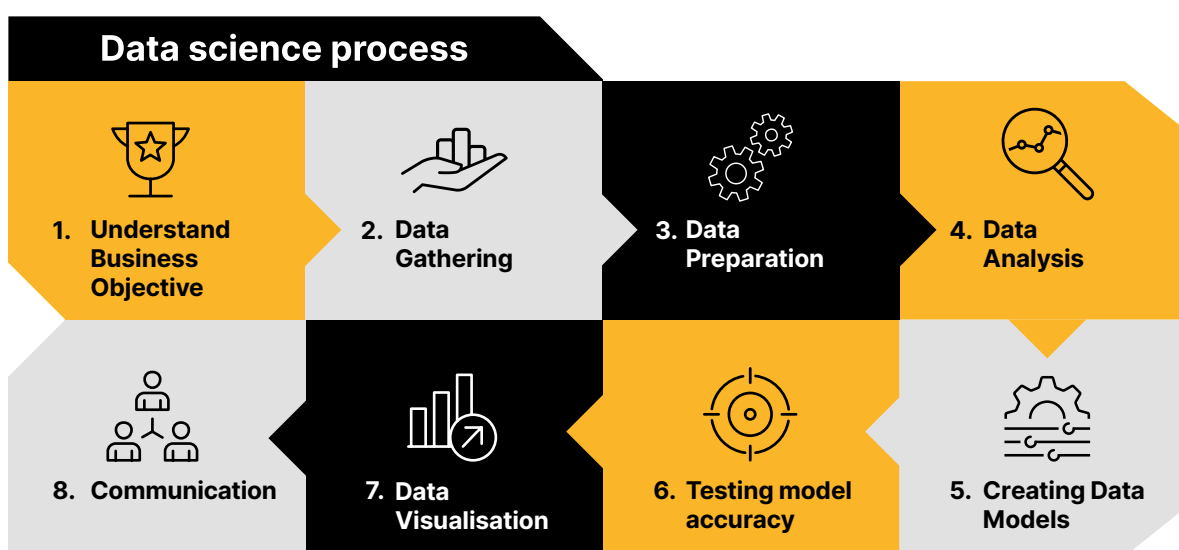 Data science process
1. Understand
Business
Objective
2. Data
Gathering
3. Data
Preparation
4. Data
Analysis
5. Creating Data
Models
6. Testing model
accuracy
7. Data
Visualisation
8. Communication